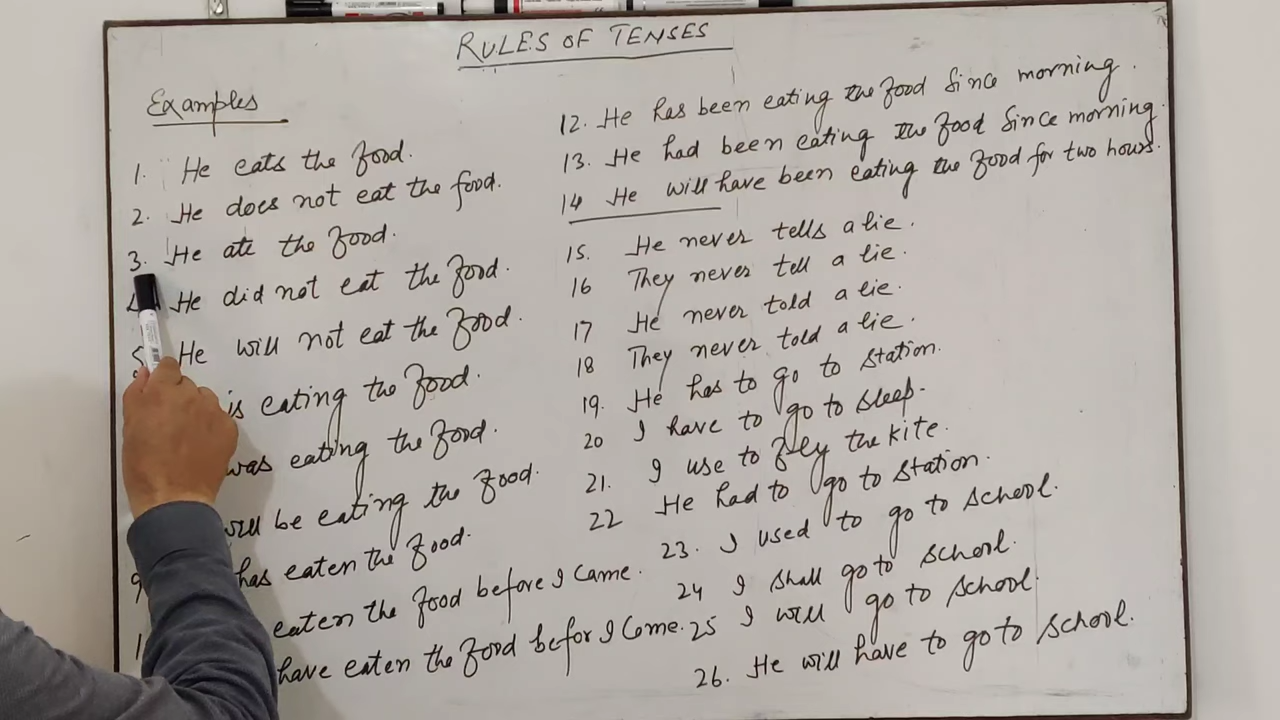 RULES OF TENSES
Examples
1. He eats the food.
2. He does not eat the food.
3. He ate the food.
He did not eat the food.
5 He will not eat the food.
is eating the food.
was eating the food.
will be eating the food.
9 has eaten the food.
1 eaten the food before I came.
have eaten the food befor I come.
12. He has been eating the food Since morning.
13. He had been eating the food Since morning.
14 He will have been eating the food for two hours.
15. He never tells a lie.
16 They never tell a lie.
17 He never told a lie.
18 They never told a lie.
19. He has to go to station.
20 I have to go to sleep.
21. I use to fly the kite.
22 He had to go to station.
23. I used to go to school.
24 I shall go to school.
25 I will go to school.
26. He will have to go to school.